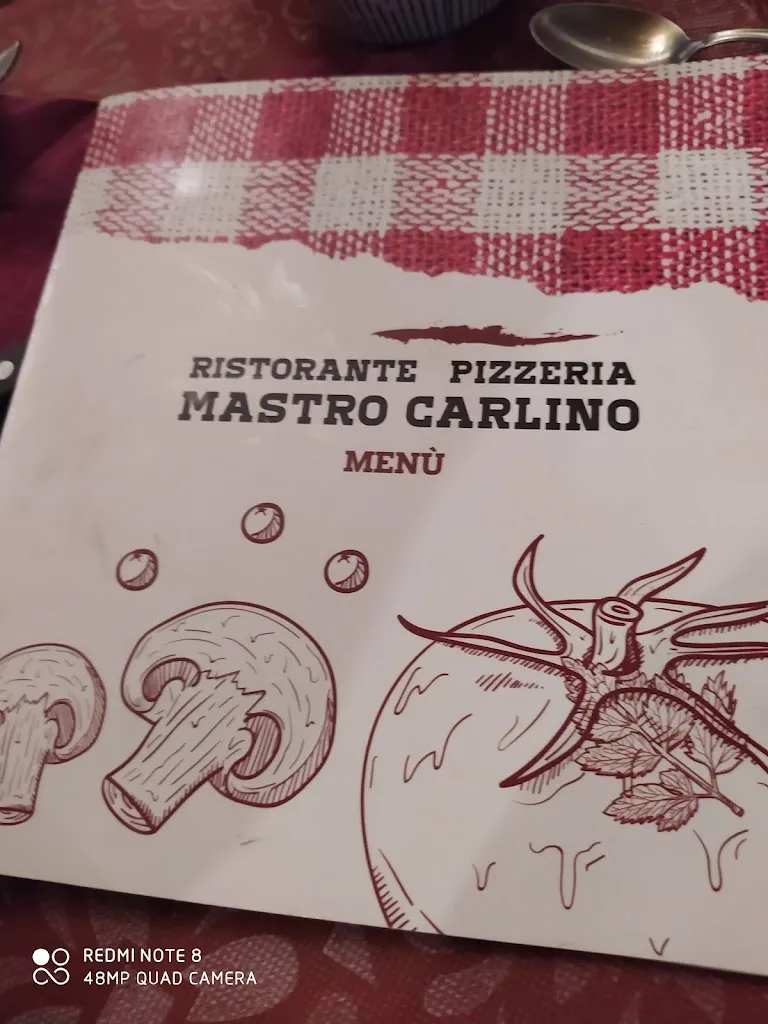 RISTORANTE PIZZERIA
MASTRO CARLINO
MENÙ
REDMI NOTE 8
48MP QUAD CAMERA